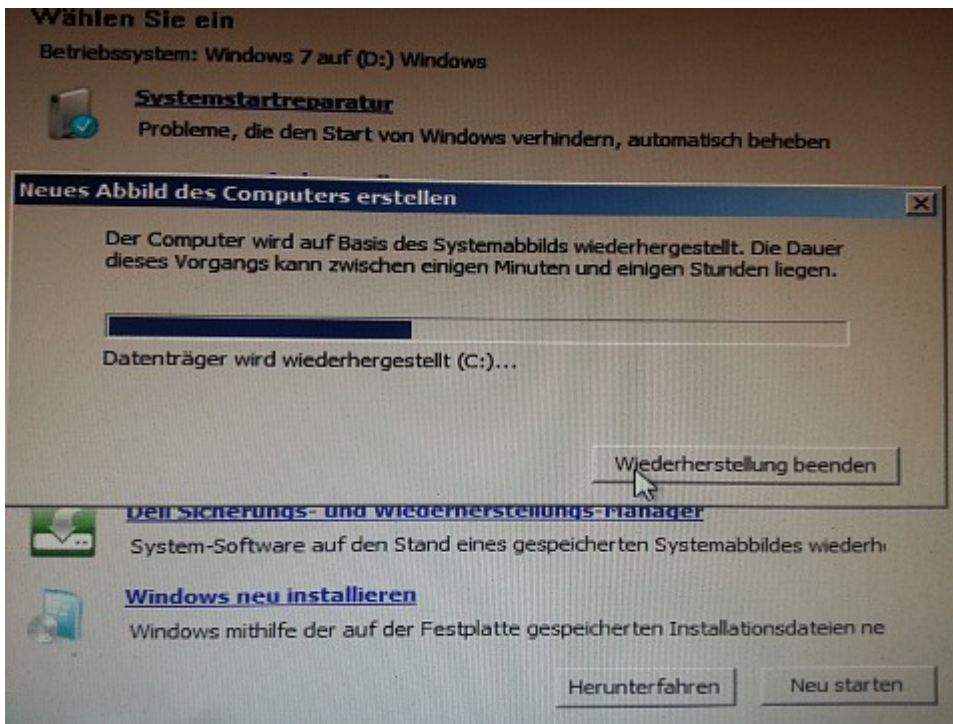 Wählen Sie ein
Betriebssystem: Windows 7 auf (D:) Windows
Systemstartreparatur
Probleme, die den Start von Windows verhindern, automatisch beheben
Neues Abbild des Computers erstellen
Der Computer wird auf Basis des Systemabbilds wiederhergestellt. Die Dauer
dieses Vorgangs kann zwischen einigen Minuten und einigen Stunden liegen.
Datenträger wird wiederhergestellt (C:)...
Wiederherstellung beenden
Dell Sicherungs- und Wiederherstellungs-Manager
System-Software auf den Stand eines gespeicherten Systemabbildes wiederh
Windows neu installieren
Windows mithilfe der auf der Festplatte gespeicherten Installationsdateien ne
Herunterfahren
Neu starten